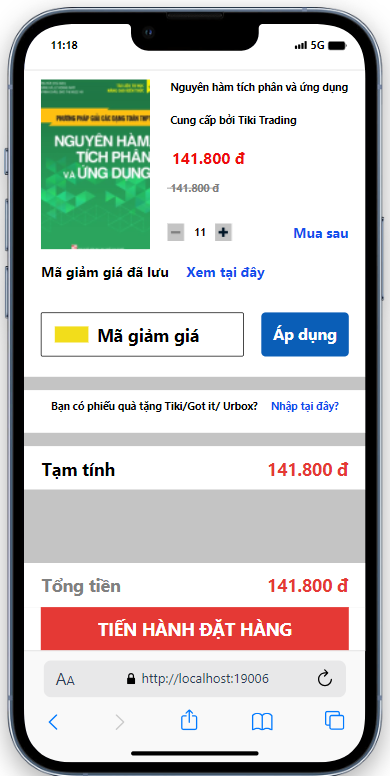 11:18
5G
Nguyên hàm tích phân và ứng dụng
PHƯƠNG PHÁP GIẢI CÁC DẠNG TOÁN THPT
NGUYÊN HÀM
TÍCH PHÂN
VÀ ỨNG DỤNG
Cung cấp bởi Tiki Trading
141.800 đ
141.800 đ
11
Mua sau
Mã giảm giá đã lưu Xem tại đây
Mã giảm giá
Áp dụng
Bạn có phiếu quà tặng Tiki/Got it/ Urbox? Nhập tại đây?
Tạm tính 141.800 đ
Tổng tiền 141.800 đ
TIẾN HÀNH ĐẶT HÀNG
AA
http://localhost:19006